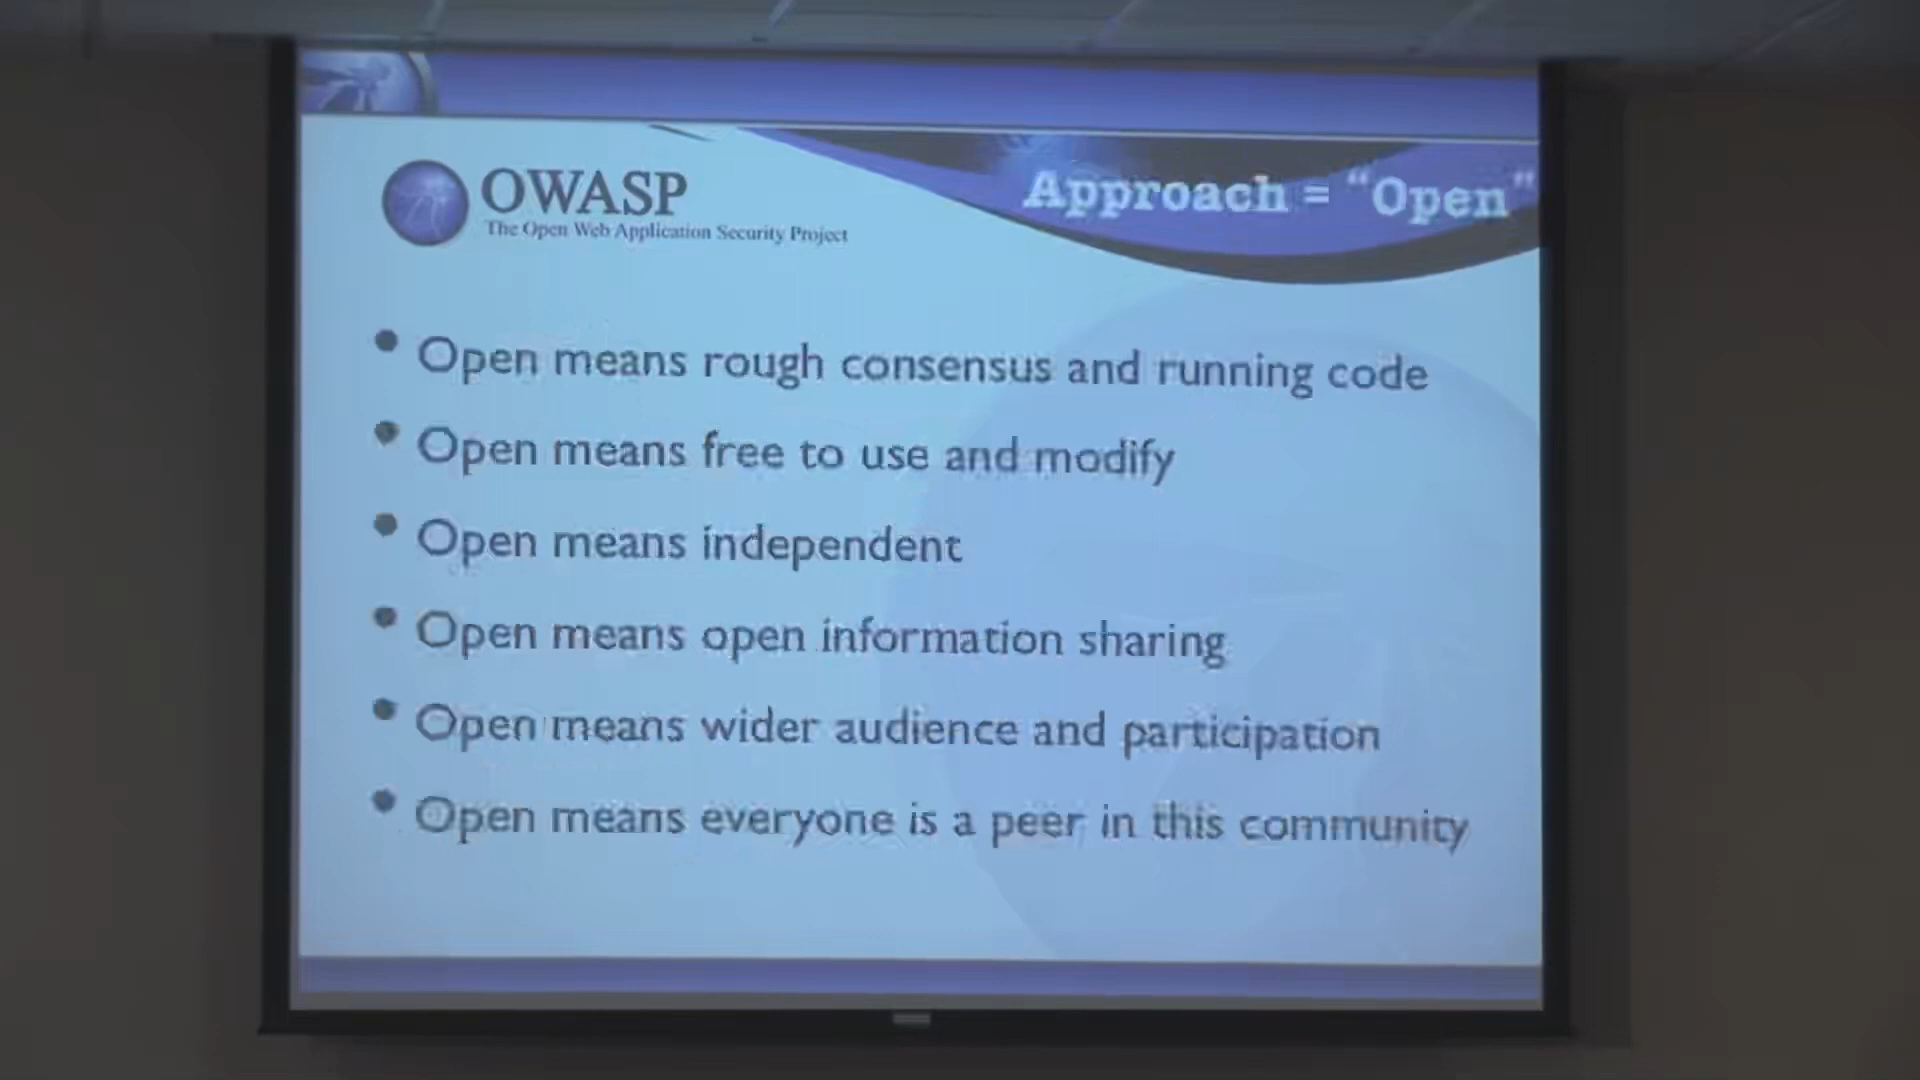 OWASP
The Open Web Application Security Project
Approach = "Open"
• Open means rough consensus and running code
• Open means free to use and modify
• Open means independent
• Open means open information sharing
• Open means wider audience and participation
• Open means everyone is a peer in this community